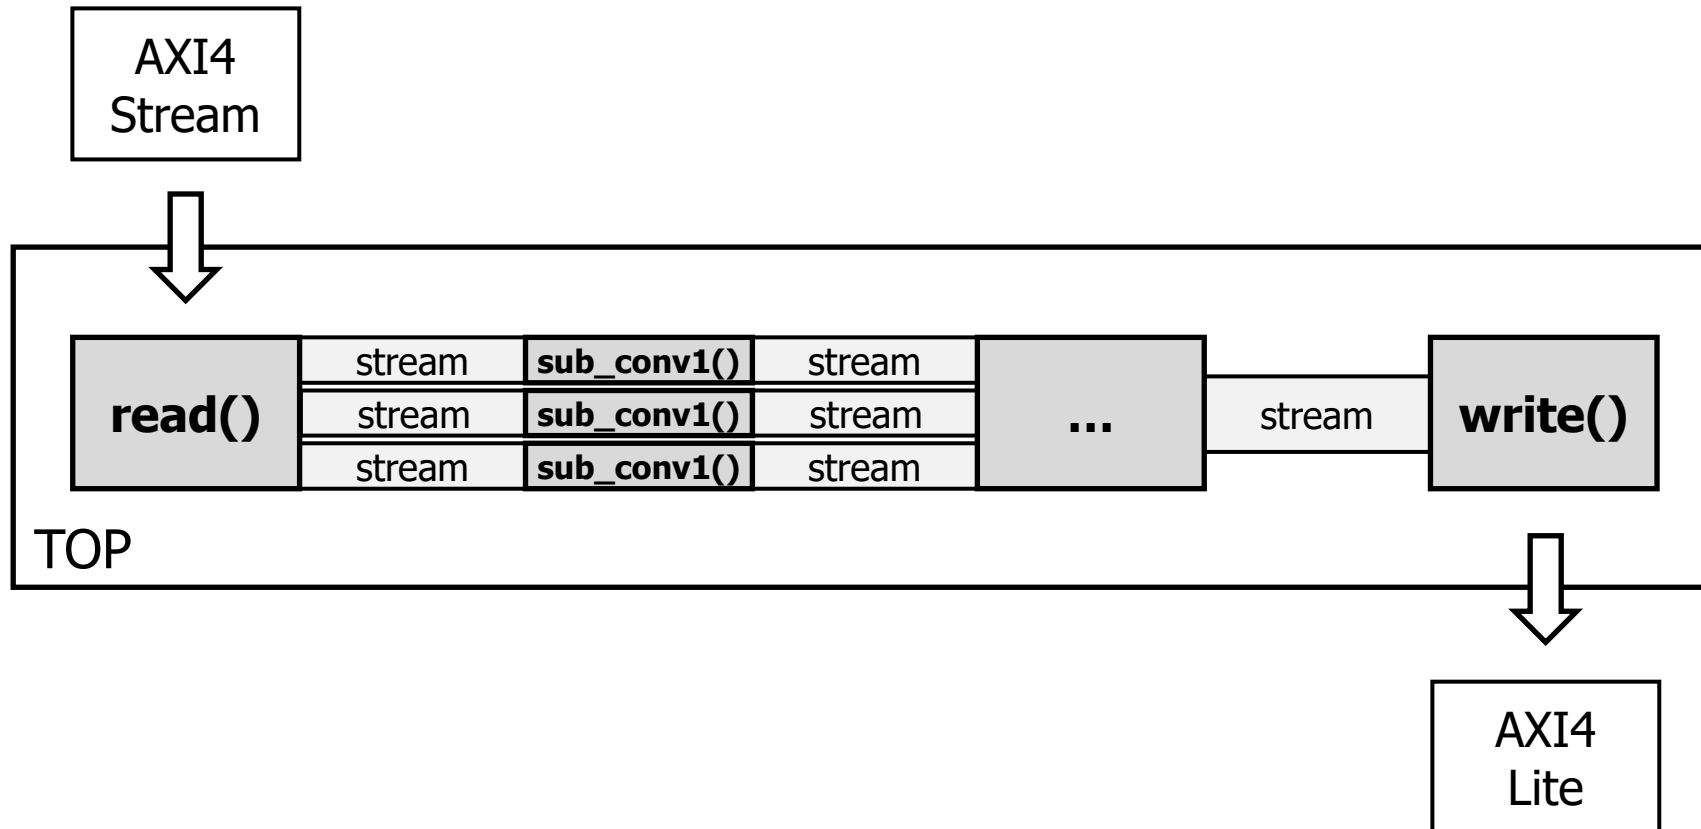 AXI4
Stream
read()
stream
sub_conv1()
stream
stream
sub_conv1()
stream
stream
sub_conv1()
stream
...
stream
write()
TOP
AXI4
Lite